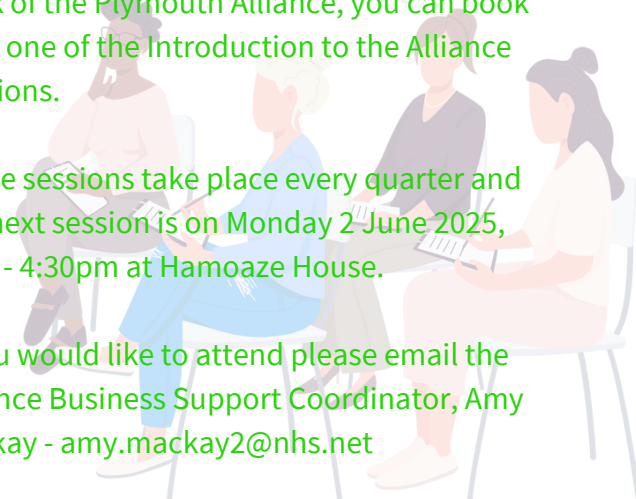 of the Plymouth Alliance, you can book
one of the Introduction to the Alliance
ions.
e sessions take place every quarter and
next session is on Monday 2 June 2025,
- 4:30pm at Hamoaze House.
u would like to attend please email the
nce Business Support Coordinator, Amy
kay - amy.mackay2@nhs.net